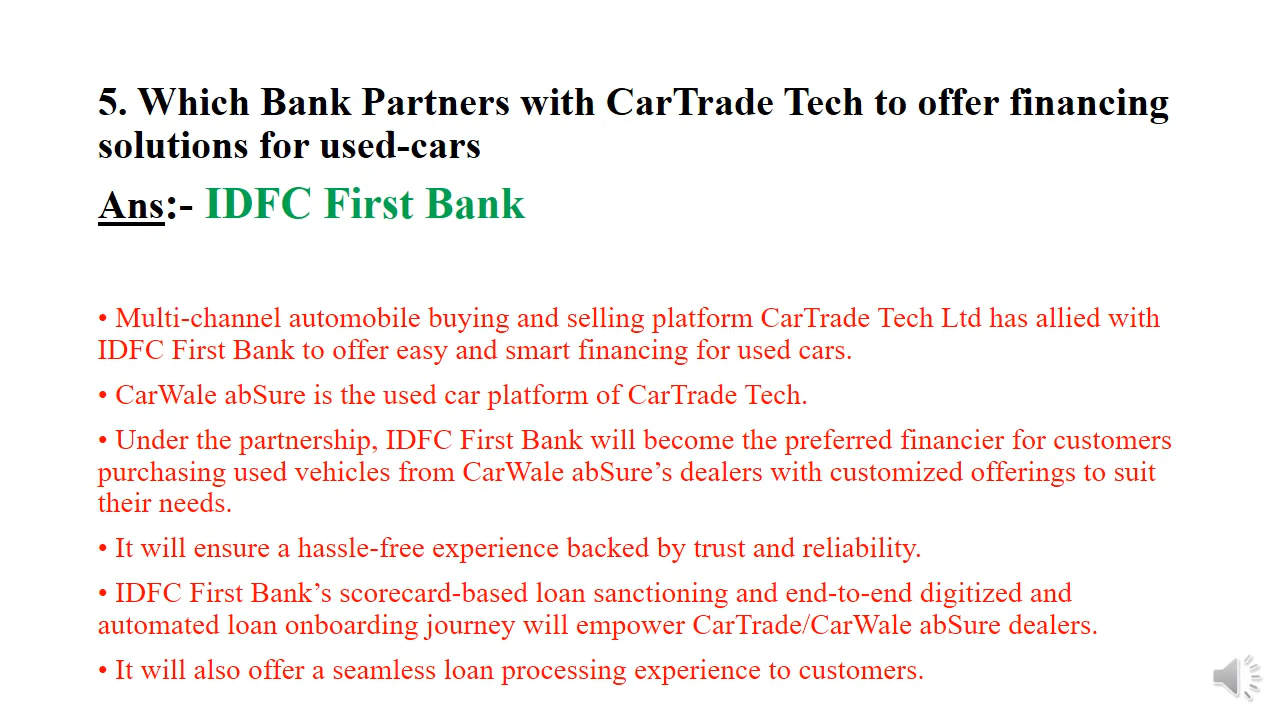 5. Which Bank Partners with CarTrade Tech to offer financing
solutions for used-cars
Ans:- IDFC First Bank
• Multi-channel automobile buying and selling platform CarTrade Tech Ltd has allied with
IDFC First Bank to offer easy and smart financing for used cars.
• CarWale abSure is the used car platform of CarTrade Tech.
• Under the partnership, IDFC First Bank will become the preferred financier for customers
purchasing used vehicles from CarWale abSure’s dealers with customized offerings to suit
their needs.
• It will ensure a hassle-free experience backed by trust and reliability.
• IDFC First Bank’s scorecard-based loan sanctioning and end-to-end digitized and
automated loan onboarding journey will empower CarTrade/CarWale abSure dealers.
• It will also offer a seamless loan processing experience to customers.